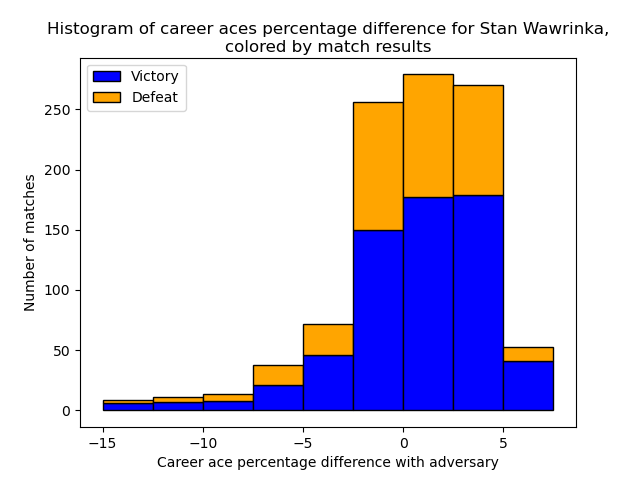 Histogram of career aces percentage difference for Stan Wawrinka,
colored by match results
Victory
Defeat
250
200
150
100
50
0
Number of matches
−15
−10
−5
0
5
Career ace percentage difference with adversary